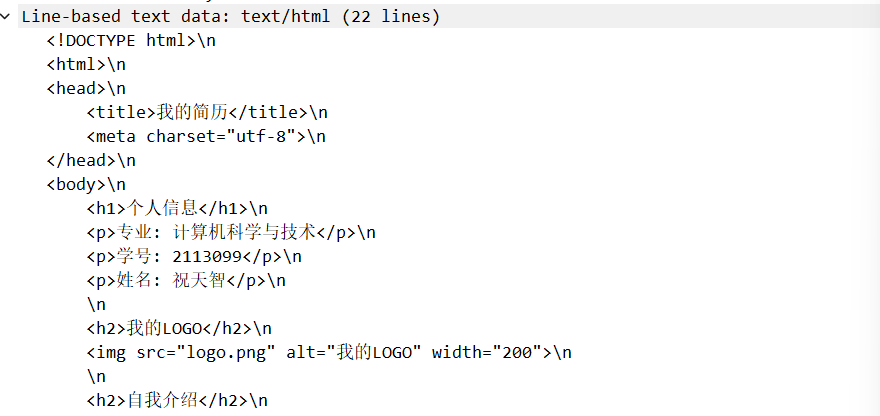 Line-based text data: text/html (22 lines)
<!DOCTYPE html>\n
<html>\n
<head>\n
<title>我的简历</title>\n
<meta charset="utf-8">\n
</head>\n
<body>\n
<h1>个人信息</h1>\n
<p>专业: 计算机科学与技术</p>\n
<p>学号: 2113099</p>\n
<p>姓名: 祝天智</p>\n
\n
<h2>我的LOGO</h2>\n
<img src="logo.png" alt="我的LOGO" width="200">\n
\n
<h2>自我介绍</h2>\n